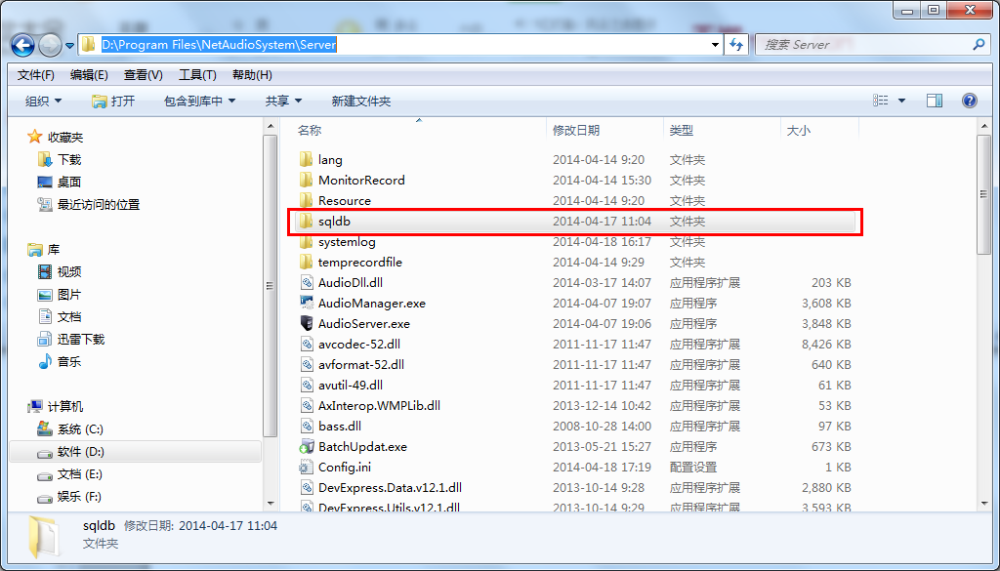 D:\Program Files\NetAudioSystem\Server
搜索 Server
文件(F) 编辑(E) 查看(V) 工具(T) 帮助(H)
组织 打开 包含到库中 共享 新建文件夹
收藏夹
下载
桌面
最近访问的位置
库
视频
图片
文档
迅雷下载
音乐
计算机
系统 (C:)
软件 (D:)
文档 (E:)
娱乐 (F:)
名称 修改日期 类型 大小
lang 2014-04-14 9:20 文件夹
MonitorRecord 2014-04-14 15:30 文件夹
Resource 2014-04-14 9:20 文件夹
sqldb 2014-04-17 11:04 文件夹
systemlog 2014-04-18 16:17 文件夹
temprecordfile 2014-04-14 9:29 文件夹
AudioDll.dll 2014-03-17 14:07 应用程序扩展 203 KB
AudioManager.exe 2014-04-07 19:07 应用程序 3,608 KB
AudioServer.exe 2014-04-07 19:06 应用程序 3,848 KB
avcodec-52.dll 2011-11-17 11:47 应用程序扩展 8,426 KB
avformat-52.dll 2011-11-17 11:47 应用程序扩展 640 KB
avutil-49.dll 2011-11-17 11:47 应用程序扩展 61 KB
AxInterop.WMPLib.dll 2013-12-14 10:42 应用程序扩展 53 KB
bass.dll 2008-10-28 14:00 应用程序扩展 97 KB
BatchUpdat.exe 2013-05-21 15:27 应用程序 673 KB
Config.ini 2014-04-18 17:19 配置设置 1 KB
DevExpress.Data.v12.1.dll 2013-10-14 9:28 应用程序扩展 2,880 KB
DevExpress.Utils.v12.1.dll 2013-10-14 9:29 应用程序扩展 3,593 KB
sqldb 修改日期: 2014-04-17 11:04
文件夹